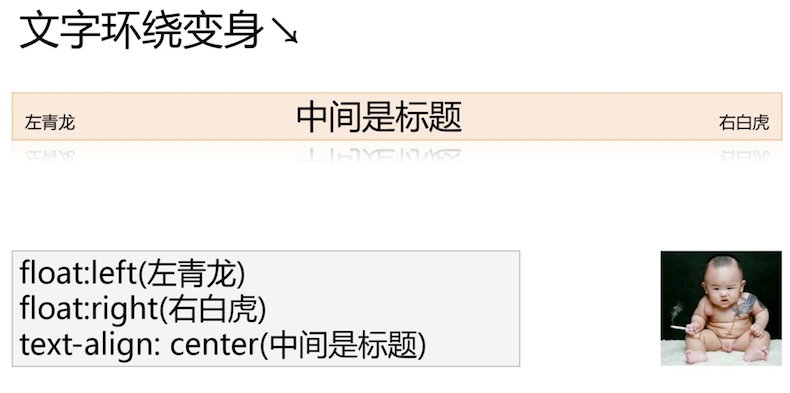 文字环绕变身↘
左青龙 中间是标题 右白虎
float:left(左青龙)
float:right(右白虎)
text-align: center(中间是标题)